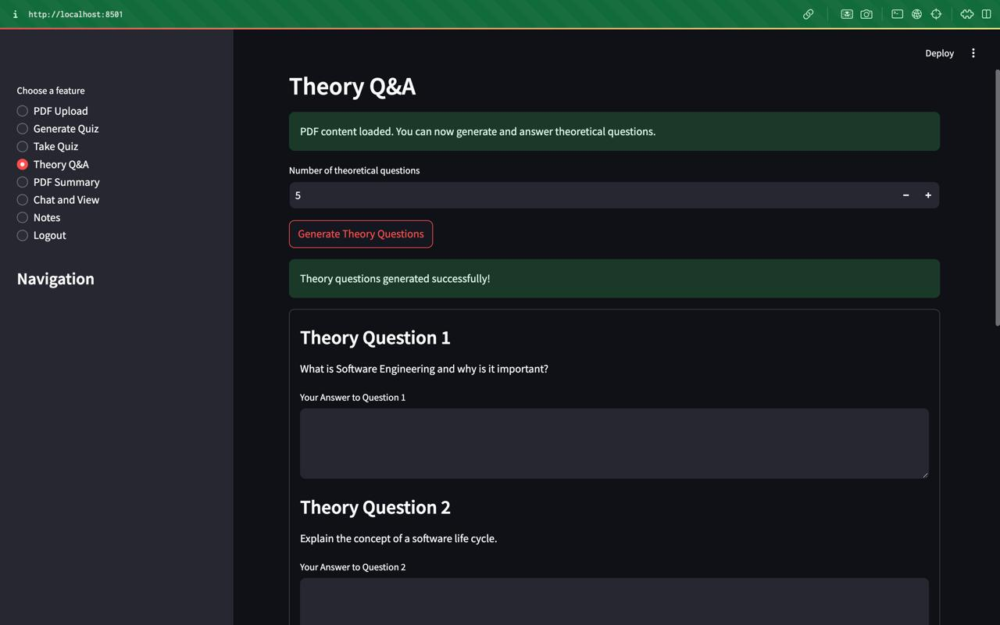 http://localhost:8501
Deploy
Choose a feature
PDF Upload
Generate Quiz
Take Quiz
Theory Q&A
PDF Summary
Chat and View
Notes
Logout
Navigation
Theory Q&A
PDF content loaded. You can now generate and answer theoretical questions.
Number of theoretical questions
5
Generate Theory Questions
Theory questions generated successfully!
Theory Question 1
What is Software Engineering and why is it important?
Your Answer to Question 1
Theory Question 2
Explain the concept of a software life cycle.
Your Answer to Question 2